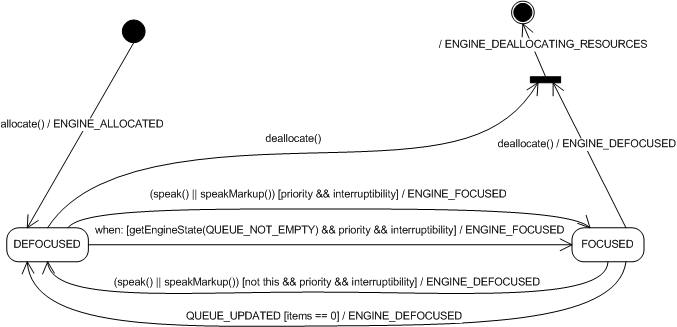 / ENGINE_DEALLOCATING_RESOURCES
allocate() / ENGINE_ALLOCATED
deallocate()
deallocate() / ENGINE_DEFOCUSED
(speak() || speakMarkup()) [priority && interruptibility] / ENGINE_FOCUSED
when: [getEngineState(QUEUE_NOT_EMPTY) && priority && interruptibility] / ENGINE_FOCUSED
DEFOCUSED
FOCUSED
(speak() || speakMarkup()) [not this && priority && interruptibility] / ENGINE_DEFOCUSED
QUEUE_UPDATED [items == 0] / ENGINE_DEFOCUSED